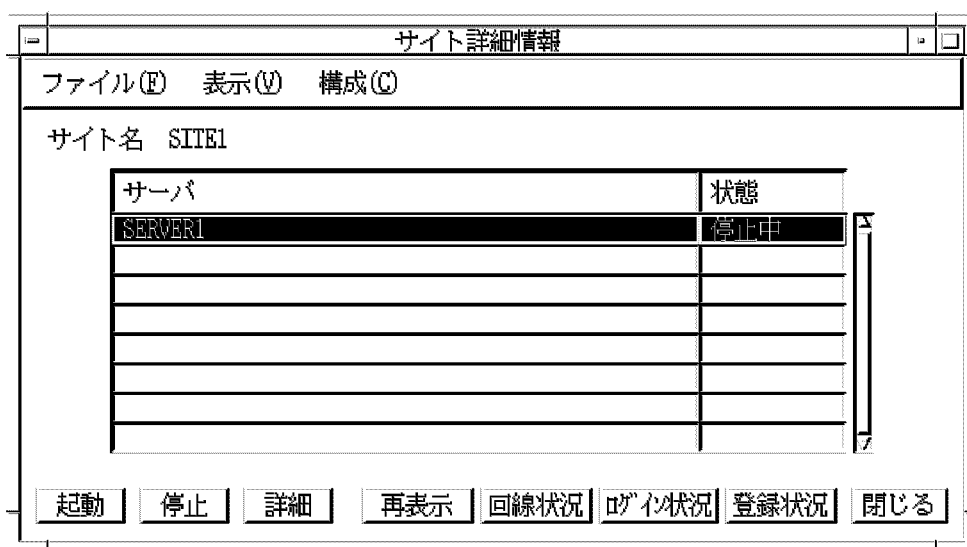 サイト詳細情報
ファイル(F) 表示(V) 構成(C)
サイト名 SITE1
サーバ 状態
SERVER1 停止中
起動 停止 詳細 再表示 回線状況 ﾛｸﾞｲﾝ状況 登録状況 閉じる